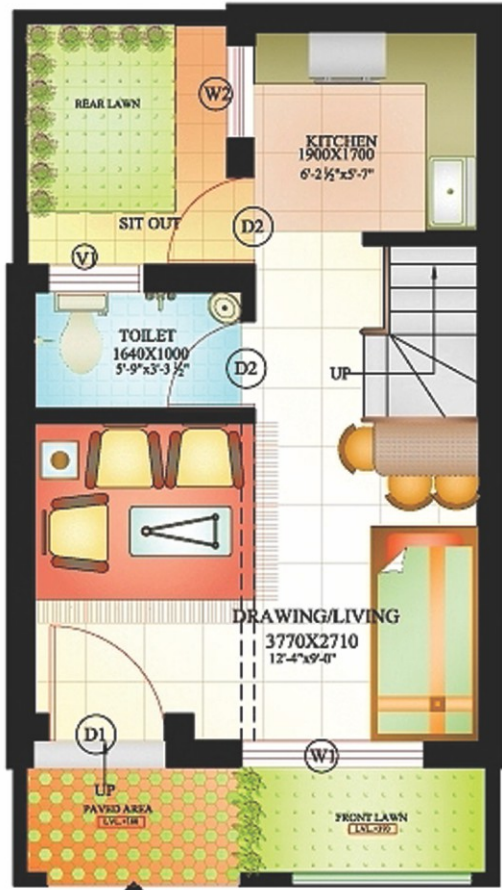 REAR LAWN
W2
KITCHEN
1900X1700
6'-2 ½"x5'-7"
SIT OUT
D2
V1
TOILET
1640X1000
5'-9"x3'-3 ½"
D2
UP
DRAWING/LIVING
3770X2710
12'-4"x9'-0"
D1
W1
UP
PAVED AREA
FRONT LAWN